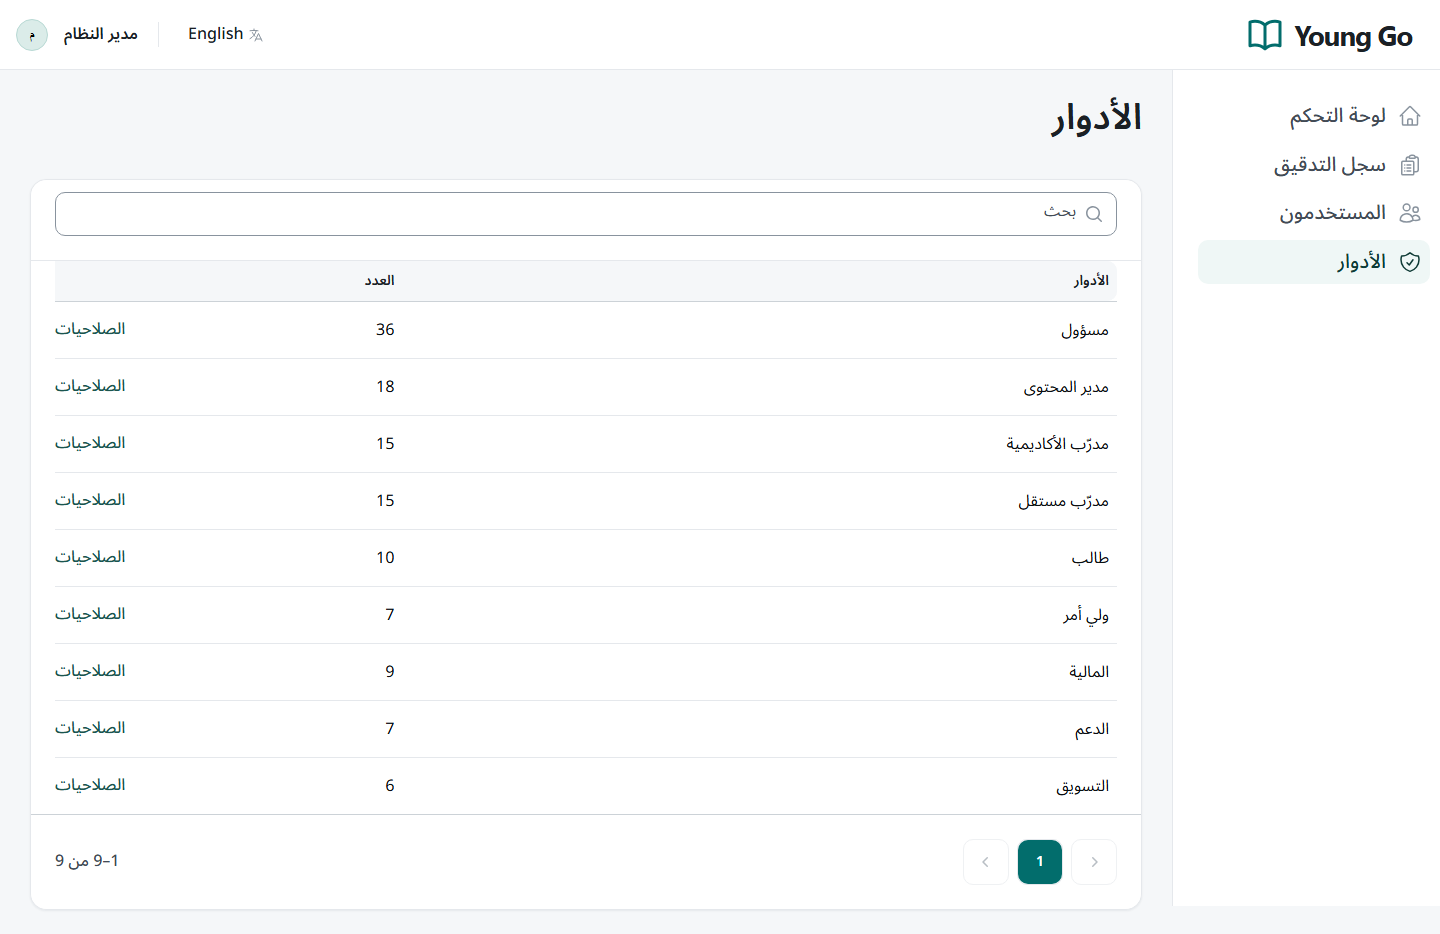 Young Go
English
مدير النظام
م
لوحة التحكم
سجل التدقيق
المستخدمون
الأدوار
الأدوار
بحث
الأدوار العدد
مسؤول 36 الصلاحيات
مدير المحتوى 18 الصلاحيات
مدرّب الأكاديمية 15 الصلاحيات
مدرّب مستقل 15 الصلاحيات
طالب 10 الصلاحيات
ولي أمر 7 الصلاحيات
المالية 9 الصلاحيات
الدعم 7 الصلاحيات
التسويق 6 الصلاحيات
1
1–9 من 9